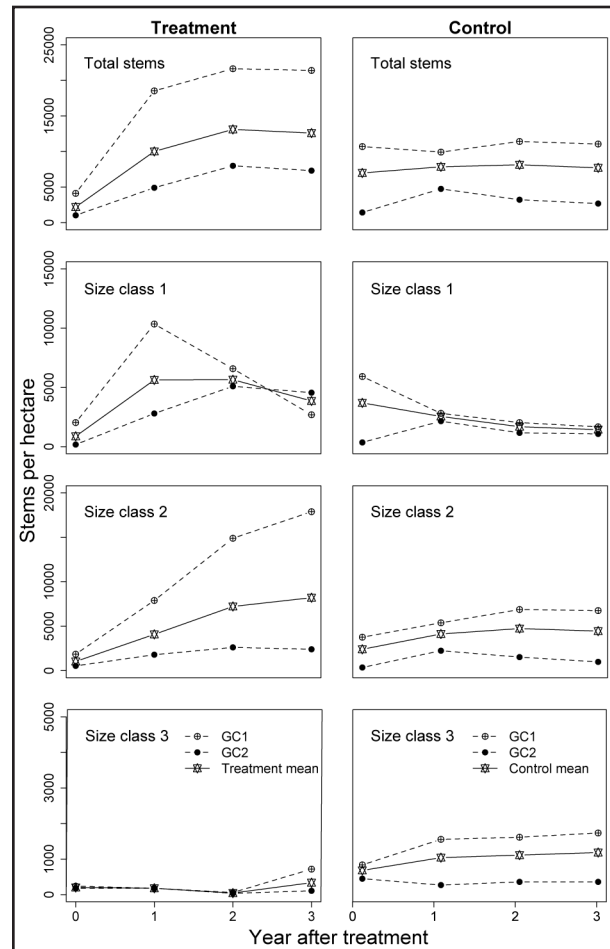 Treatment
Control
Total stems
Total stems
25000
15000
5000
0
Size class 1
Size class 1
15000
10000
5000
0
Size class 2
Size class 2
20000
10000
5000
0
Size class 3
Size class 3
GC1
GC2
Treatment mean
GC1
GC2
Control mean
5000
3000
1000
0
Stems per hectare
0 1 2 3
0 1 2 3
Year after treatment